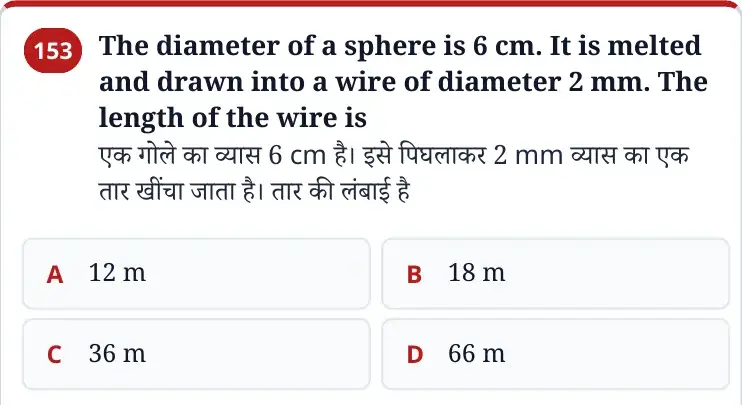 153 The diameter of a sphere is 6 cm. It is melted
and drawn into a wire of diameter 2 mm. The
length of the wire is
एक गोले का व्यास 6 cm है। इसे पिघलाकर 2 mm व्यास का एक
तार खींचा जाता है। तार की लंबाई है
A 12 m B 18 m
C 36 m D 66 m